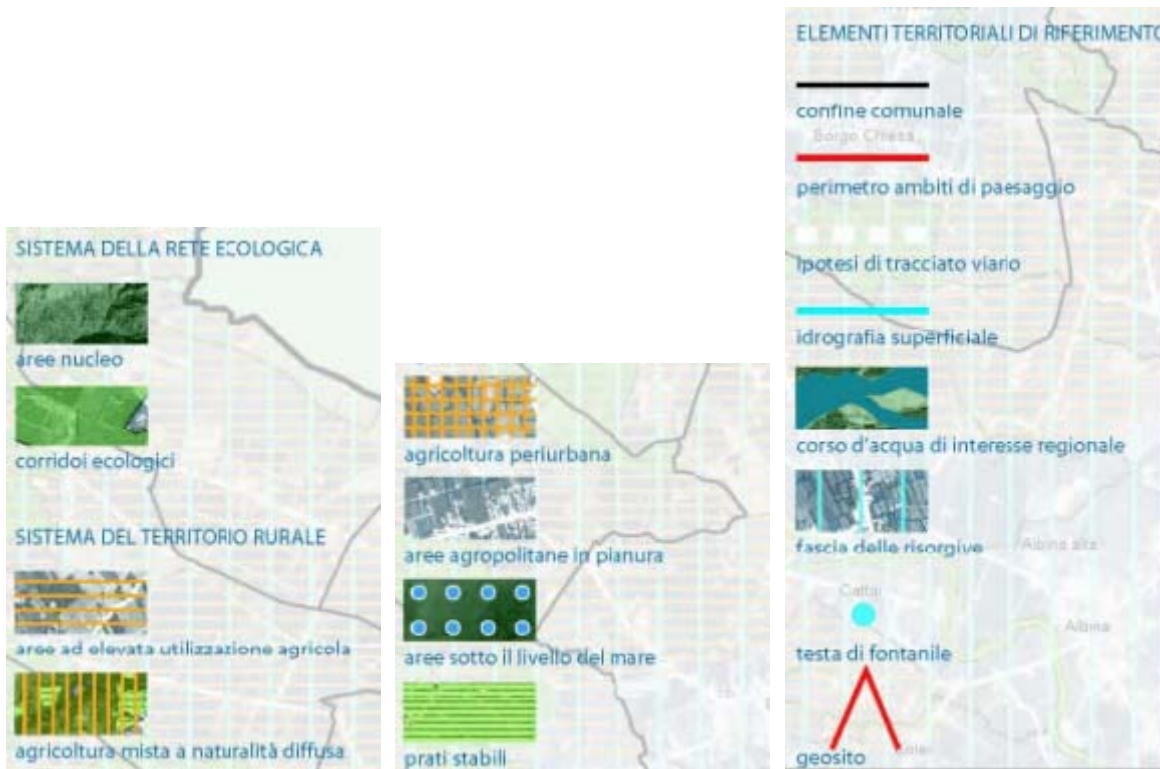 SISTEMA DELLA RETE ECOLOGICA
aree nucleo
corridoi ecologici
SISTEMA DEL TERRITORIO RURALE
aree ad elevata utilizzazione agricola
agricoltura mista a naturalità diffusa
agricoltura periurbana
aree agropolitane in pianura
aree sotto il livello del mare
prati stabili
ELEMENTI TERRITORIALI DI RIFERIMENTO
confine comunale
Borgo Chiesa
perimetro ambiti di paesaggio
ipotesi di tracciato viario
idrografia superficiale
corso d'acqua di interesse regionale
fascia delle risorgive
Albina alta
Cattai
Albina
testa di fontanile
geosito